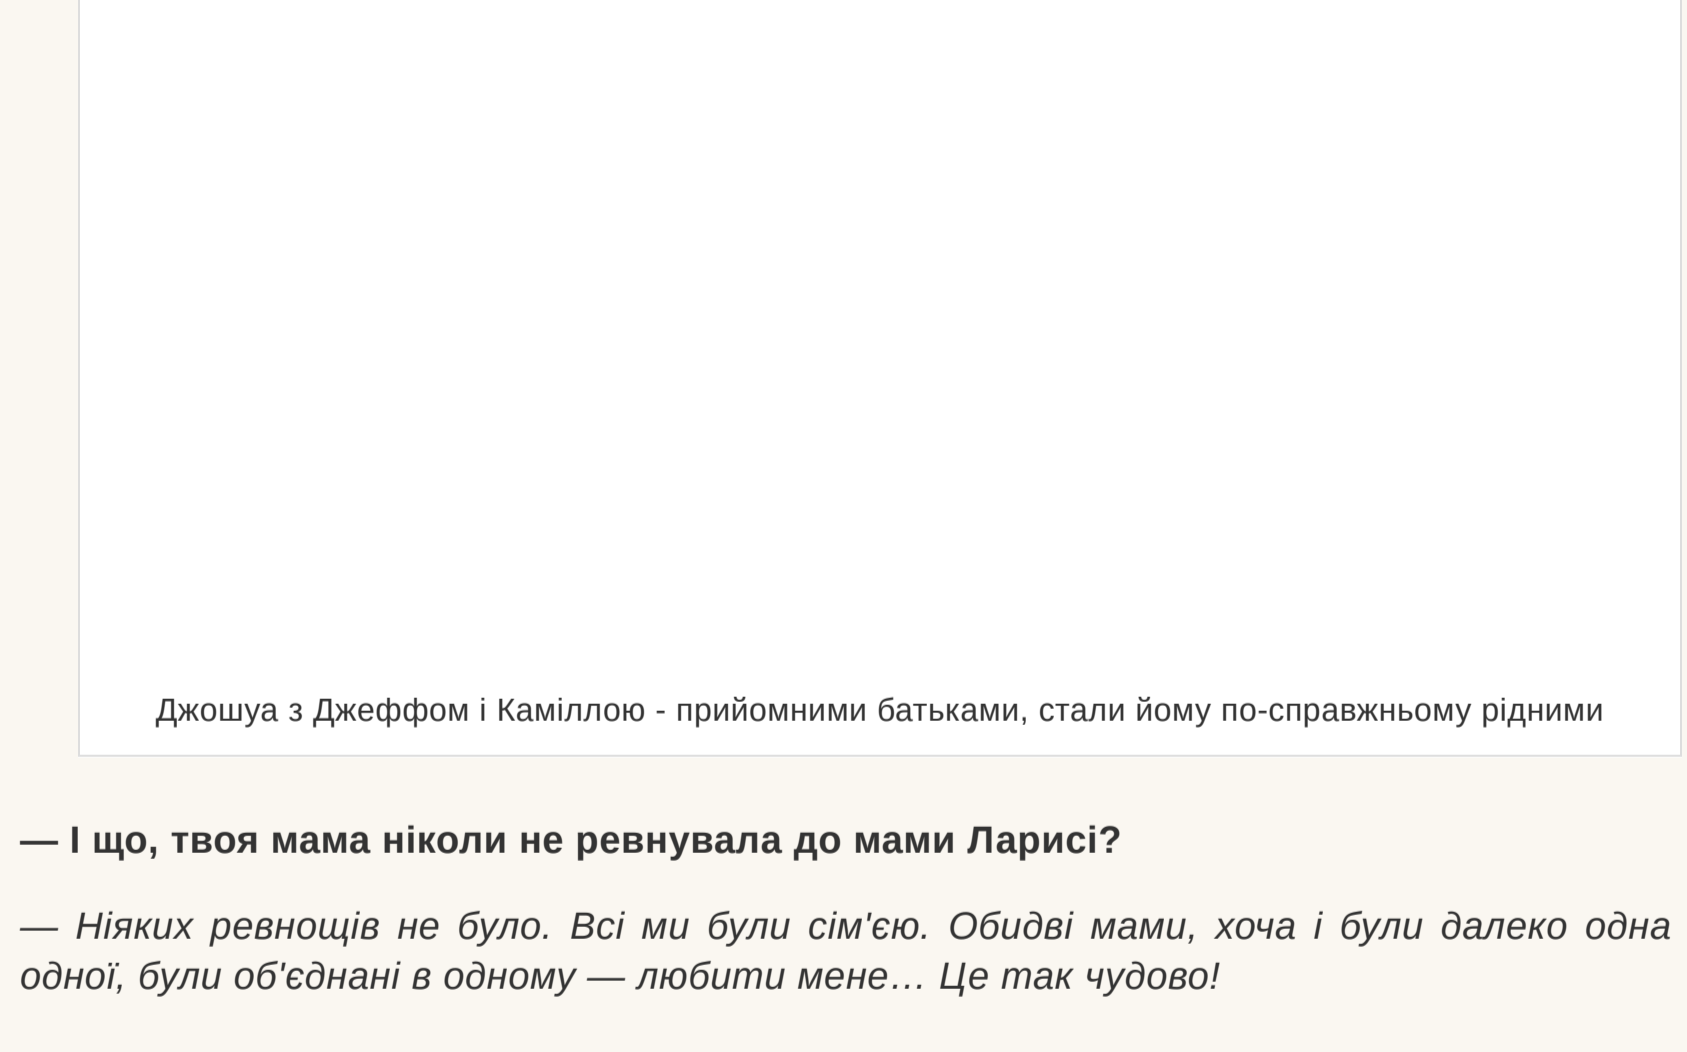 Джошуа з Джеффом і Каміллою - прийомними батьками, стали йому по-справжньому рідними
— І що, твоя мама ніколи не ревнувала до мами Ларисі?
— Ніяких ревнощів не було. Всі ми були сім'єю. Обидві мами, хоча і були далеко одна
одної, були об'єднані в одному — любити мене… Це так чудово!